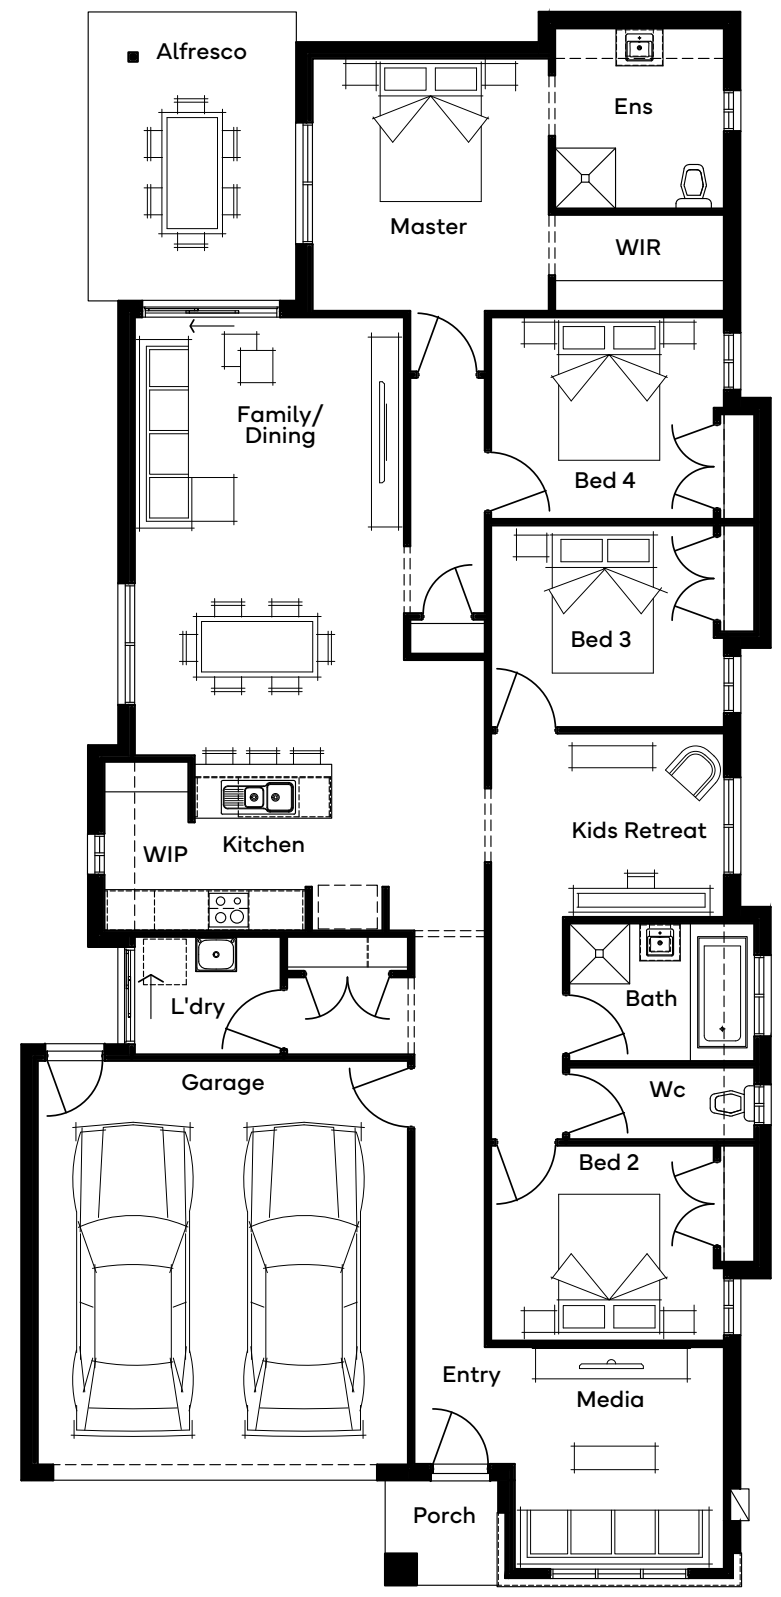 Alfresco
Ens
Master
WIR
Family/
Dining
Bed 4
Bed 3
Kids Retreat
Kitchen
WIP
Bath
L'dry
Garage
Wc
Bed 2
Entry
Media
Porch